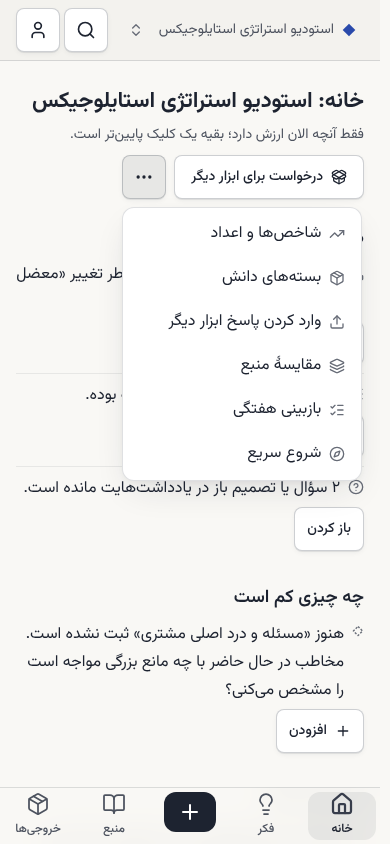 استودیو استراتژی استایلوجیکس
خانه: استودیو استراتژی استایلوجیکس
فقط آنچه الان ارزش دارد؛ بقیه یک کلیک پایین‌تر است.
درخواست برای ابزار دیگر
شاخص‌ها و اعداد
بسته‌های دانش
طر تغییر «معضل
وارد کردن پاسخ ابزار دیگر
مقایسهٔ منبع
بازبینی هفتگی
بوده.
شروع سریع
۲ سؤال یا تصمیم باز در یادداشت‌هایت مانده است.
باز کردن
چه چیزی کم است
هنوز «مسئله و درد اصلی مشتری» ثبت نشده است.
مخاطب در حال حاضر با چه مانع بزرگی مواجه است
را مشخص می‌کنی؟
افزودن
خانه
فکر
منبع
خروجی‌ها